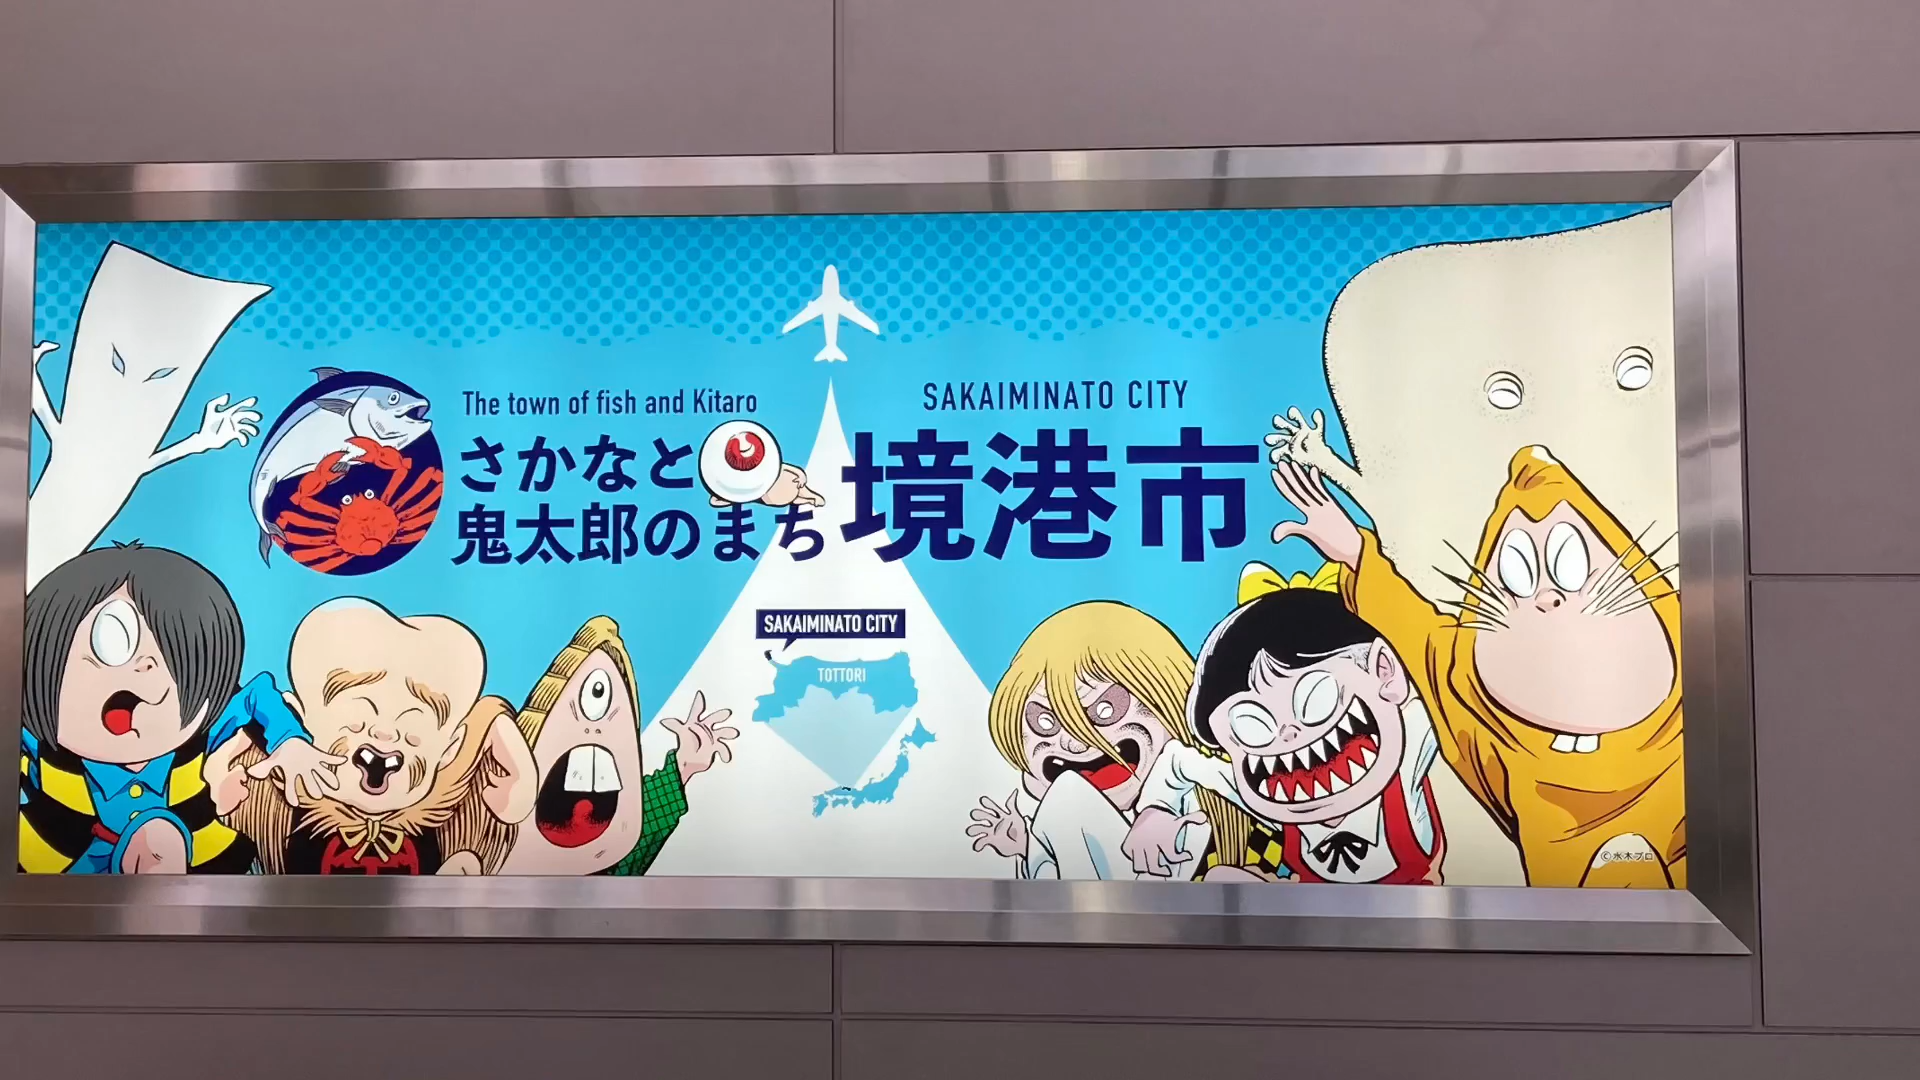 The town of fish and Kitaro
さかなと
鬼太郎のまち
SAKAIMINATO CITY
境港市
SAKAIMINATO CITY
TOTTORI
©水木プロ